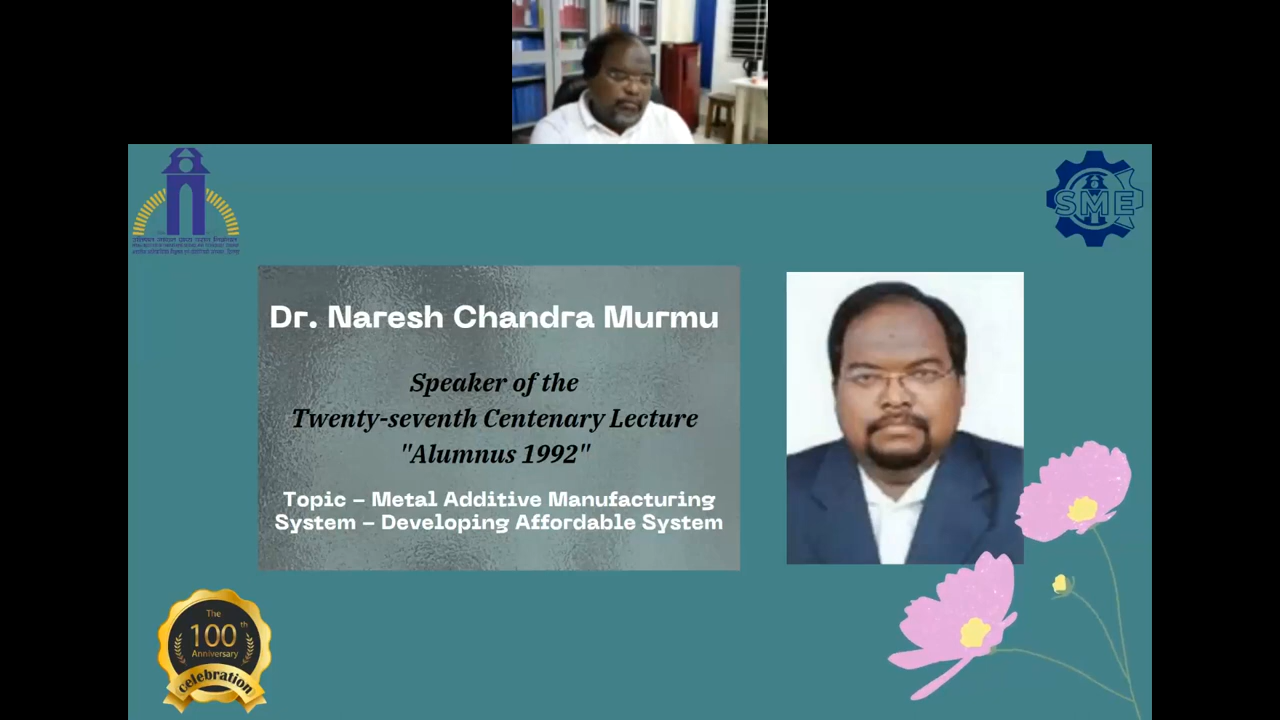 SME
Dr. Naresh Chandra Murmu
Speaker of the
Twenty-seventh Centenary Lecture
"Alumnus 1992"
Topic – Metal Additive Manufacturing
System – Developing Affordable System
The
100th
Anniversary
celebration